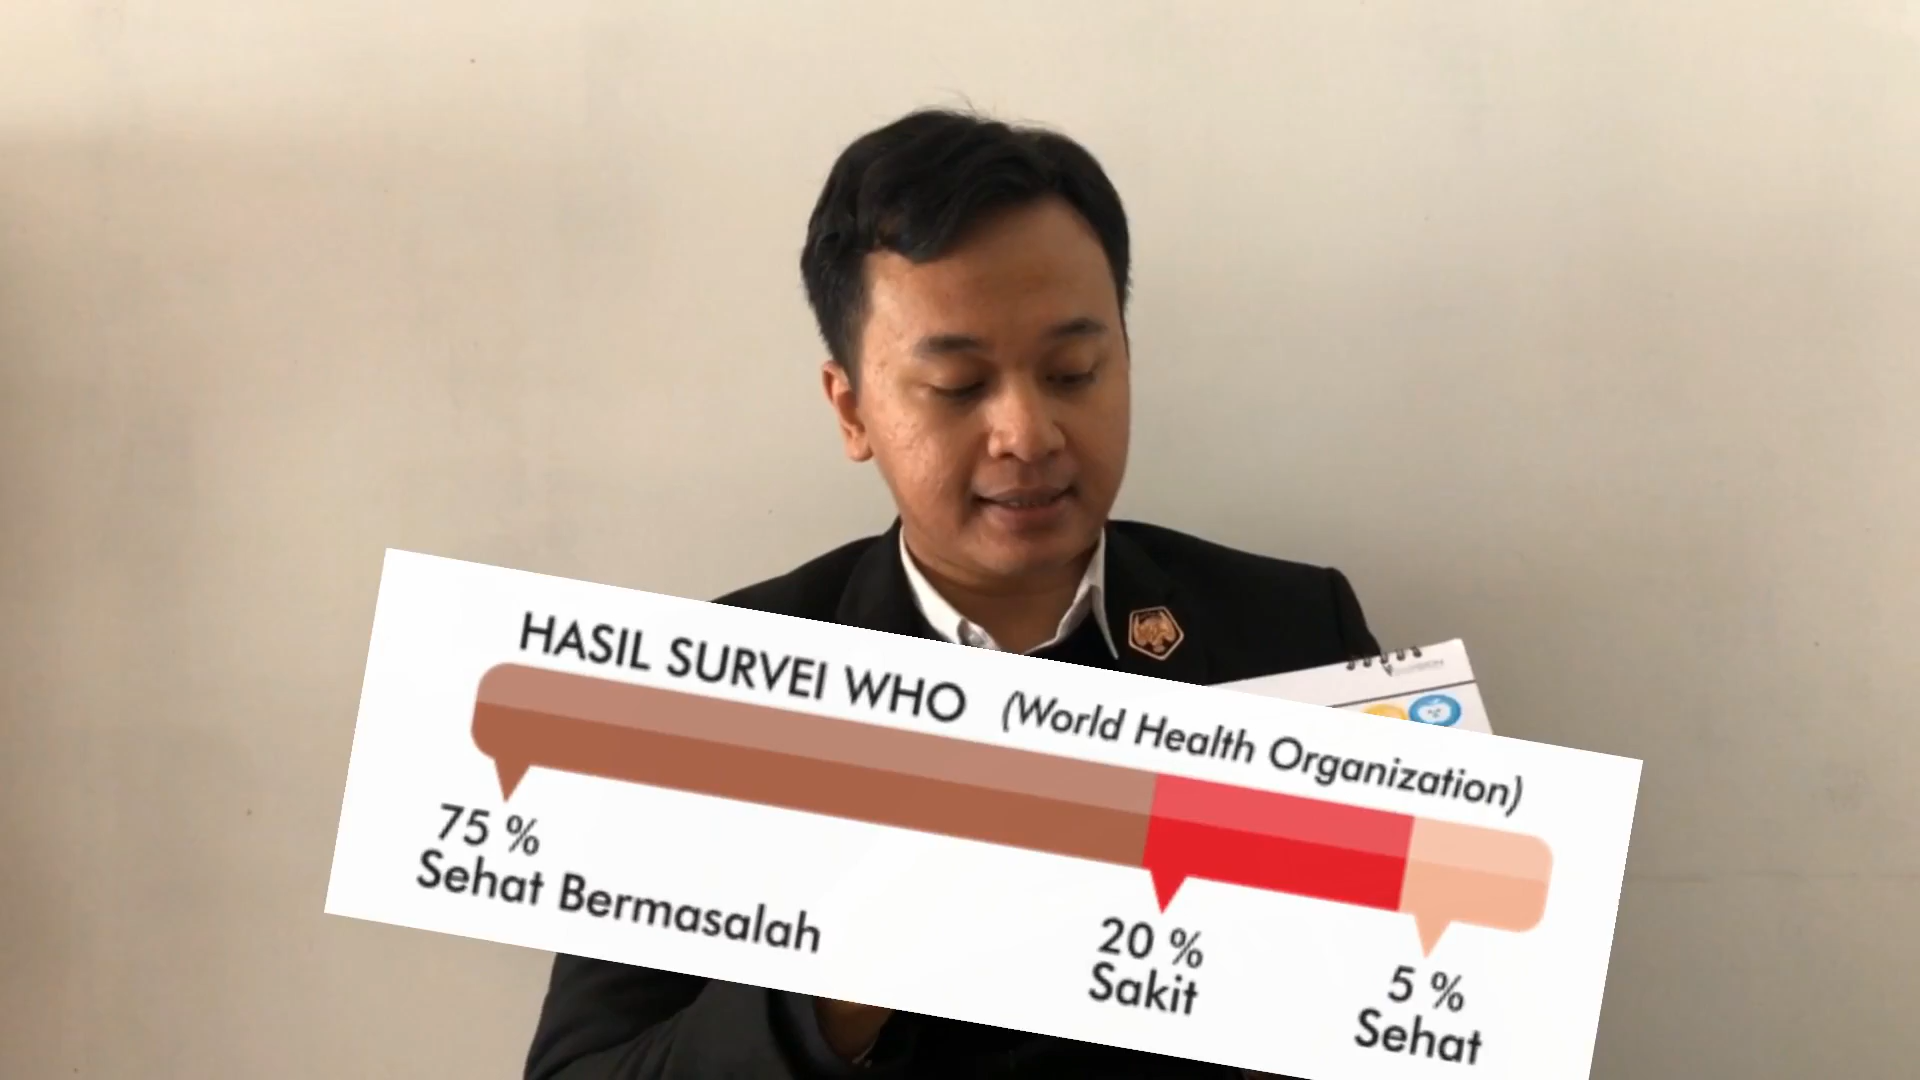 HASIL SURVEI WHO (World Health Organization)
75 %
Sehat Bermasalah
20 %
Sakit
5 %
Sehat